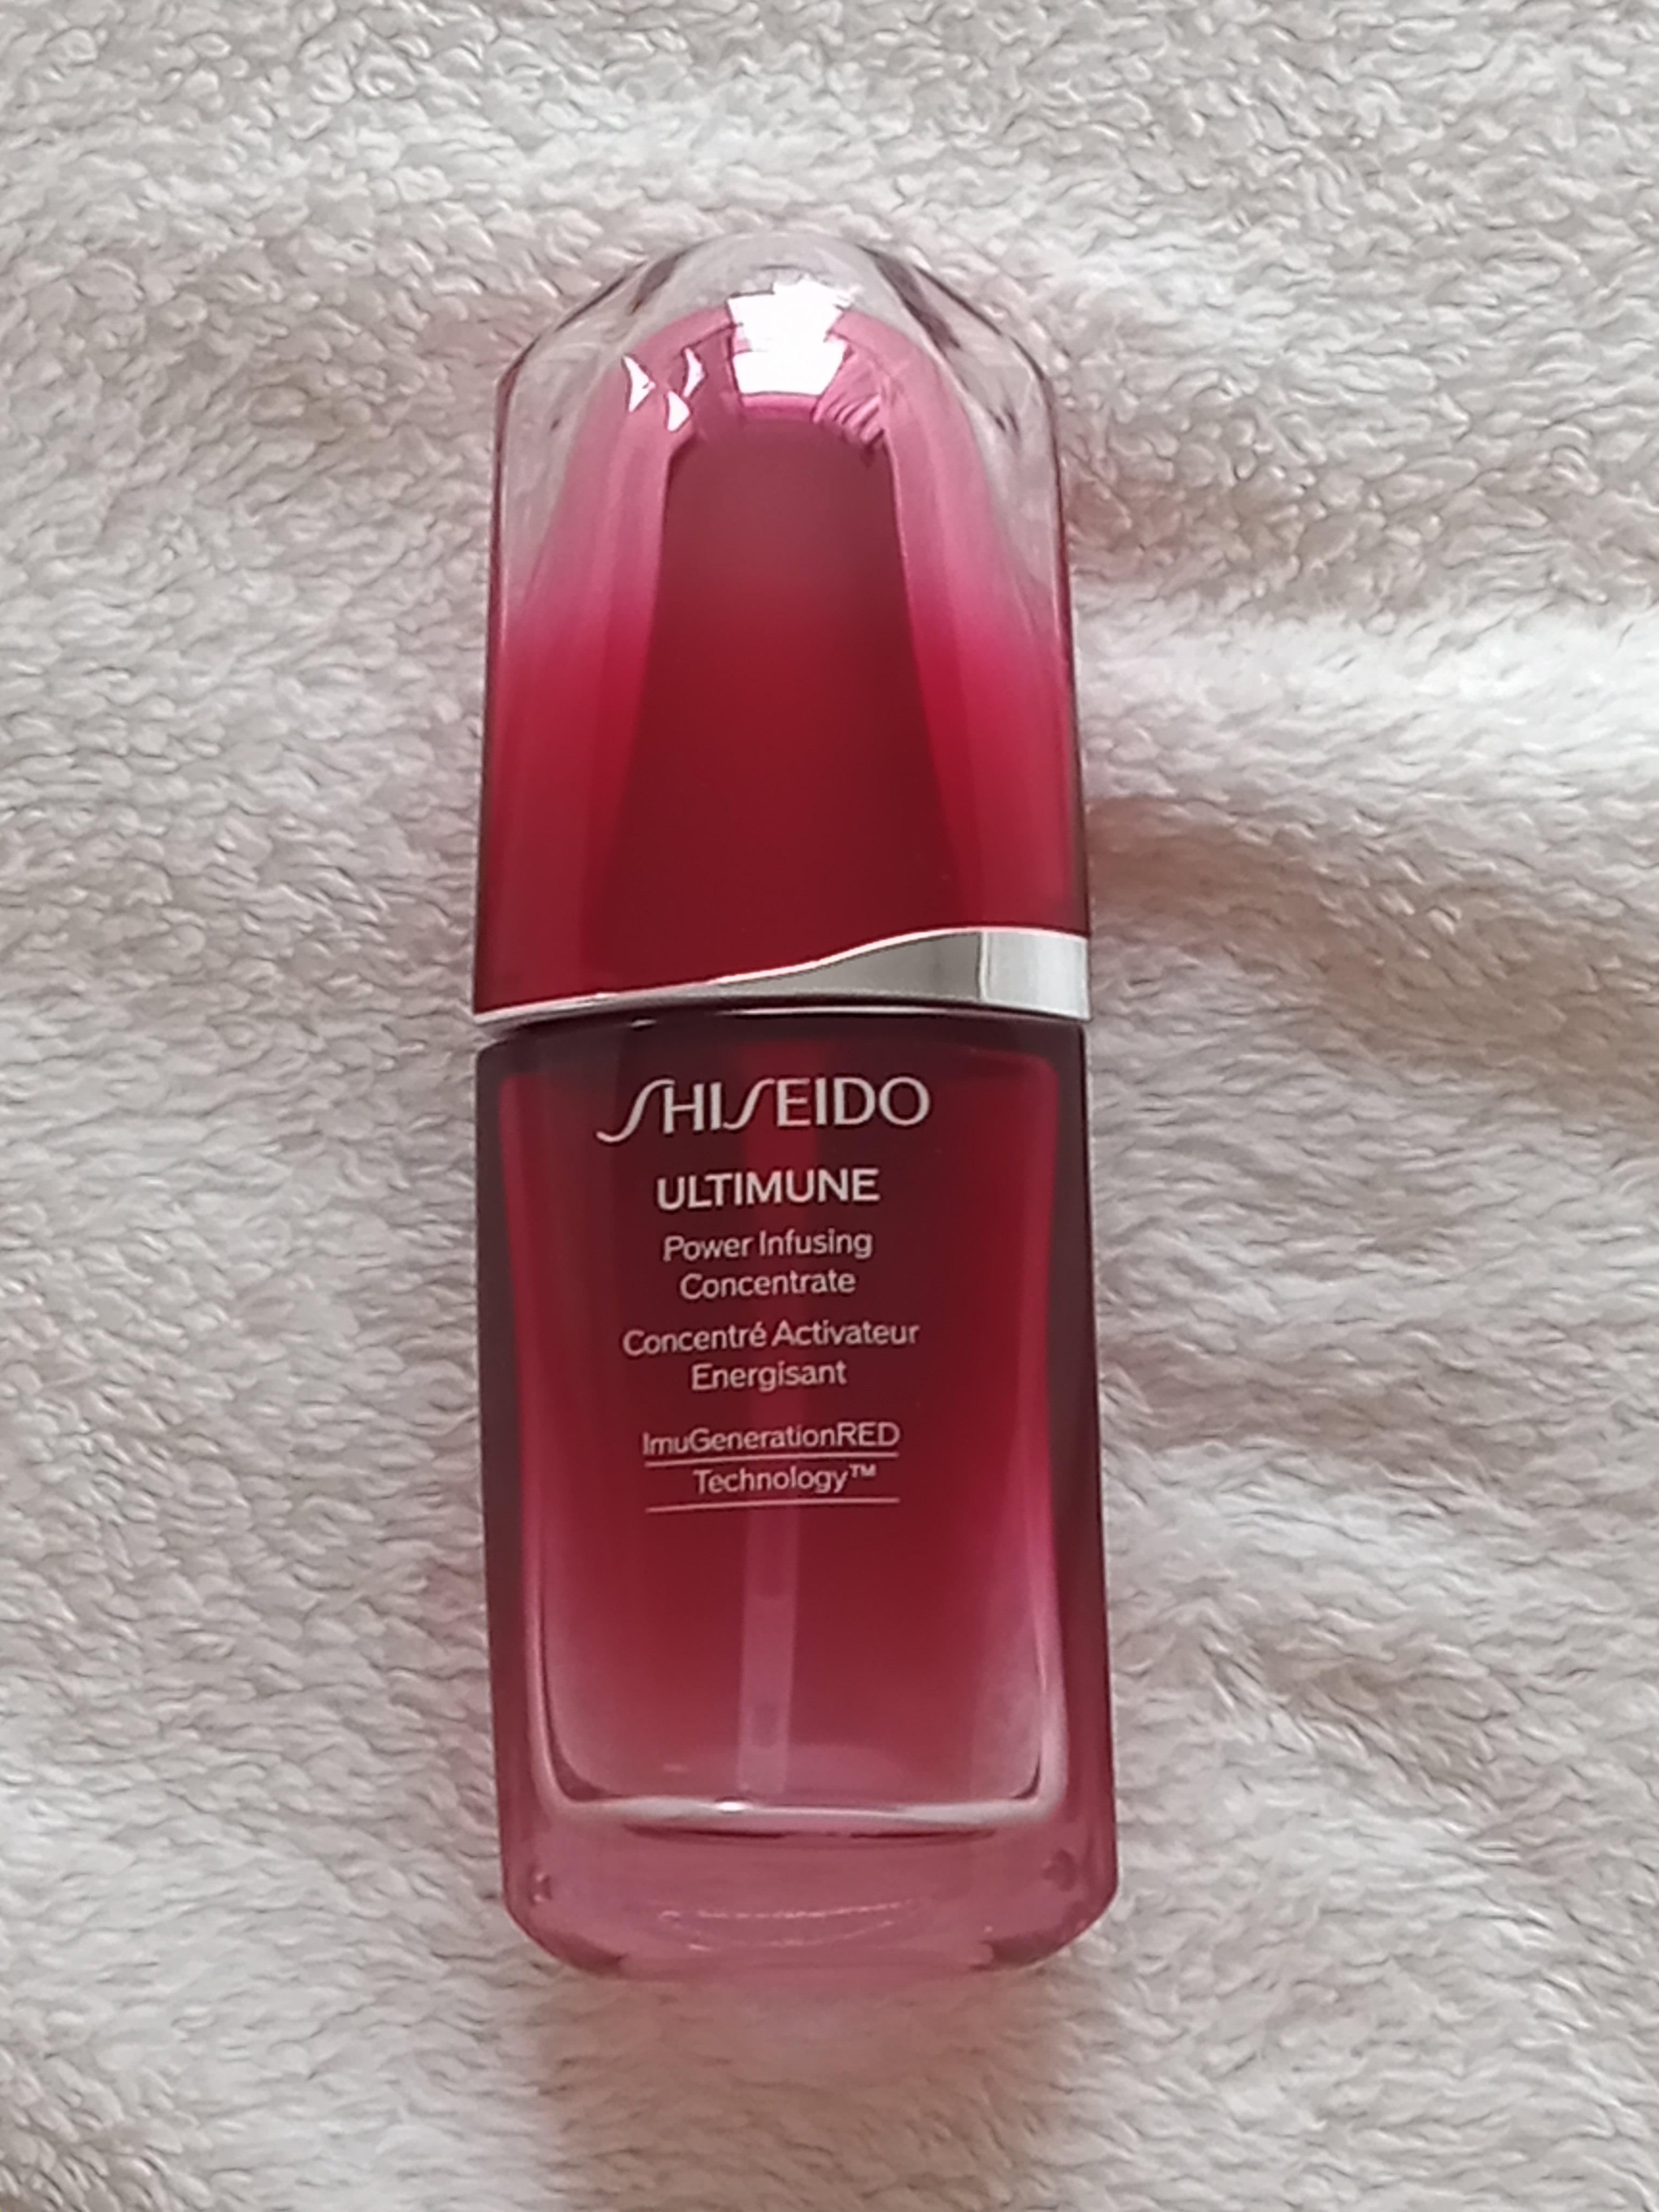 SHISEIDO
ULTIMUNE
Power Infusing
Concentrate
Concentré Activateur
Energisant
ImuGenerationRED
Technology™